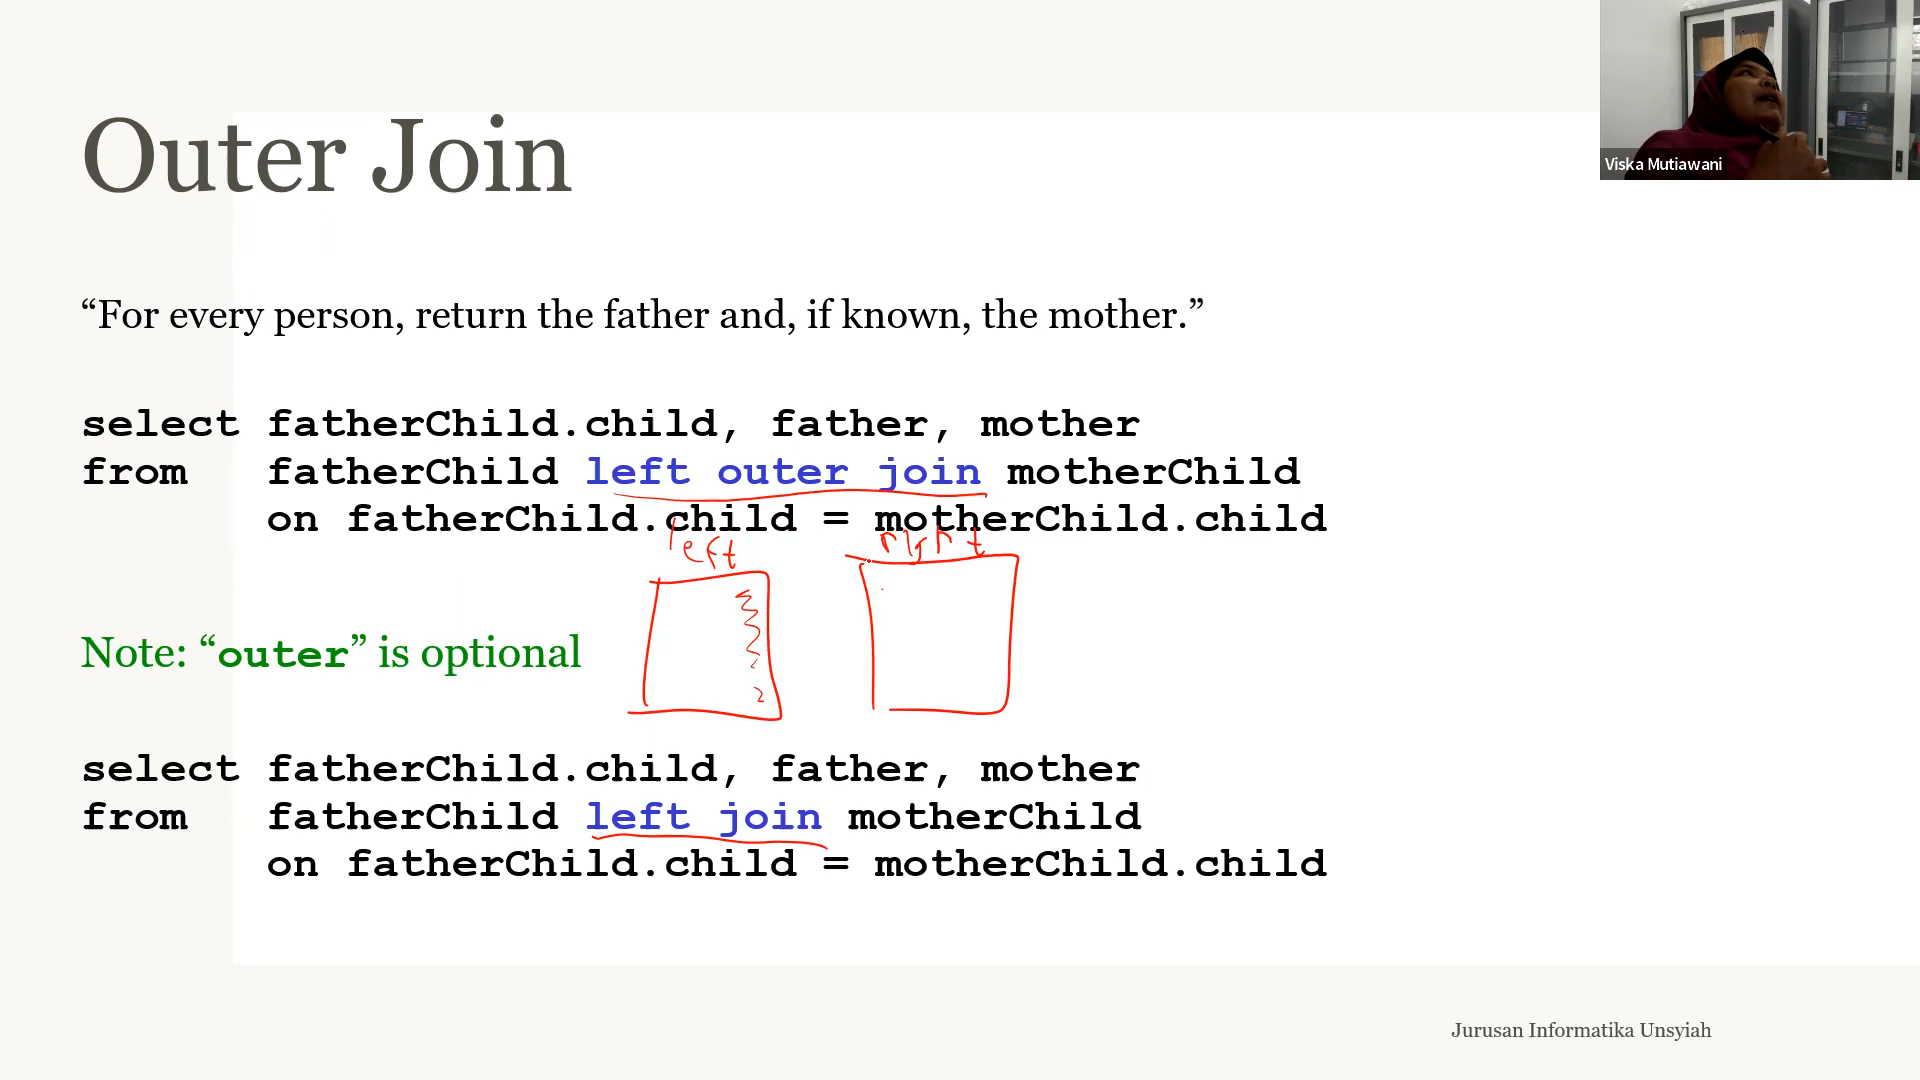 Outer Join
Viska Mutiawani
“For every person, return the father and, if known, the mother.”
select fatherChild.child, father, mother
from fatherChild left outer join motherChild
on fatherChild.child = motherChild.child
left right
Note: “outer” is optional
select fatherChild.child, father, mother
from fatherChild left join motherChild
on fatherChild.child = motherChild.child
Jurusan Informatika Unsyiah